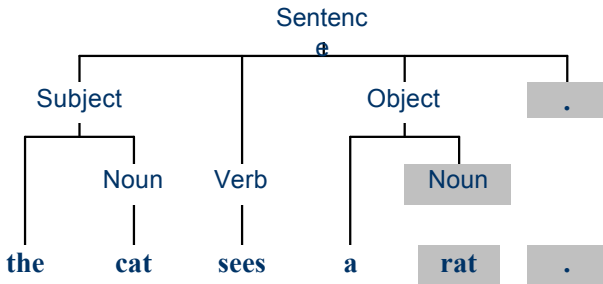 Sentenc
e
Subject Object .
Noun Verb Noun
the cat sees a rat .